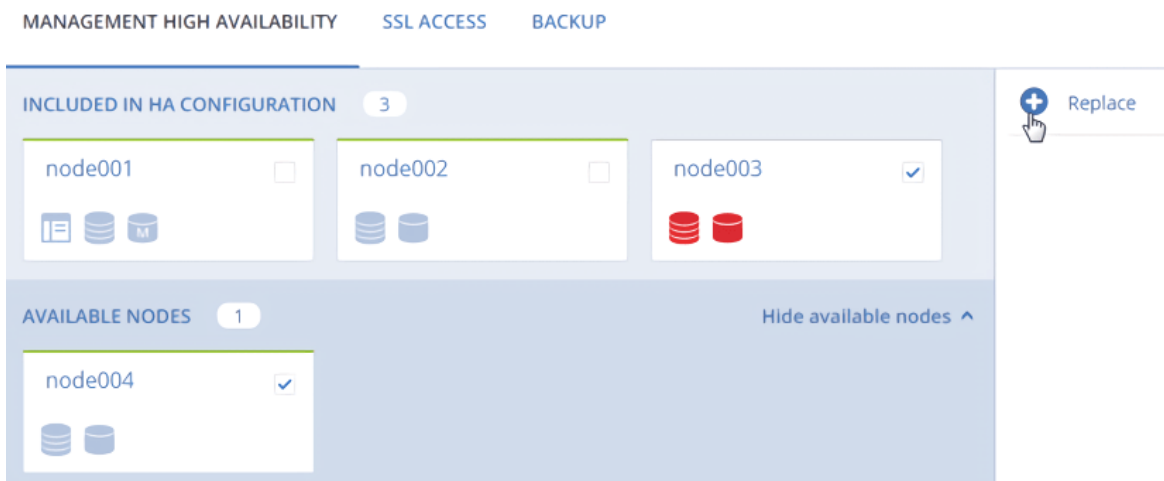 MANAGEMENT HIGH AVAILABILITY SSL ACCESS BACKUP
INCLUDED IN HA CONFIGURATION 3
Replace
node001 node002 node003
M
AVAILABLE NODES 1 Hide available nodes
node004